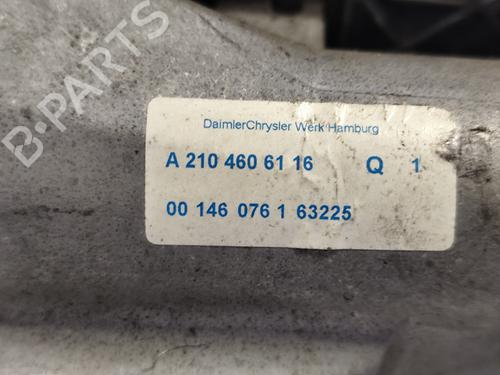 B-PARTS
DaimlerChrysler Werk Hamburg
A 210 460 61 16 Q 1
00 146 076 1 63225